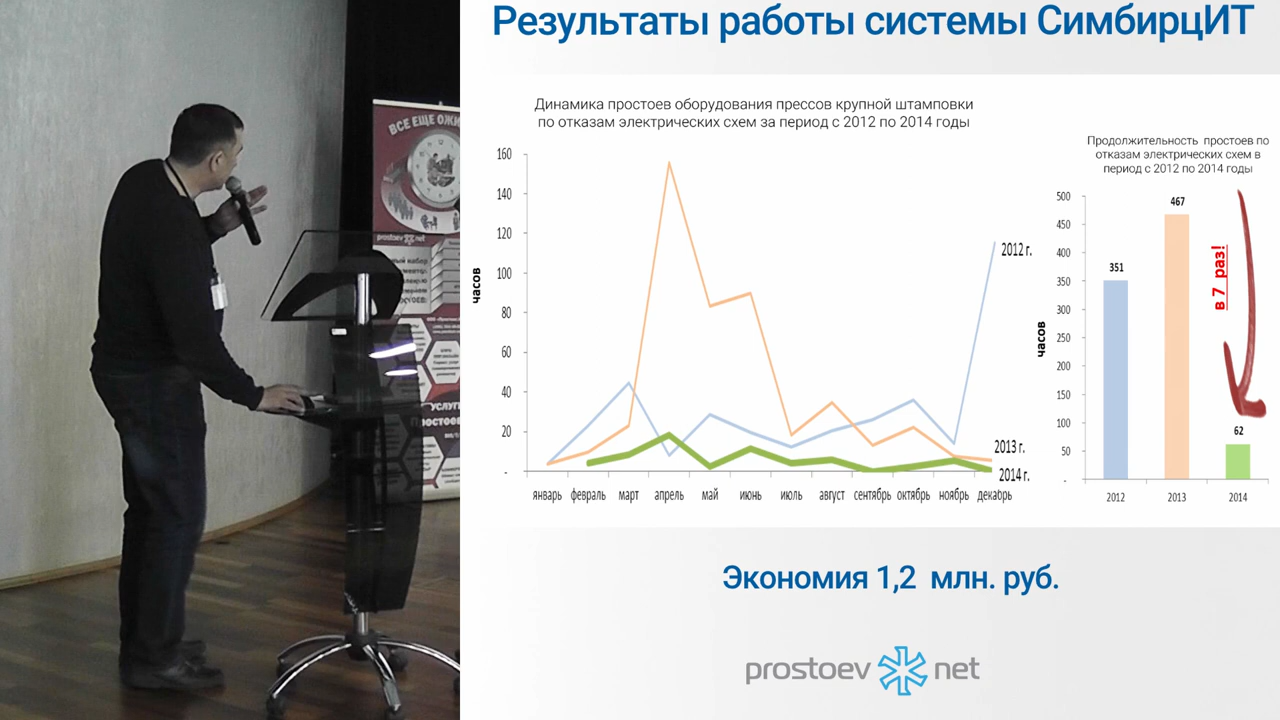 Результаты работы системы СимбирцИТ
Динамика простоев оборудования прессов крупной штамповки
по отказам электрических схем за период с 2012 по 2014 годы
160
140
120
100
80
60
40
20
-
часов
2012 г.
2013 г.
2014 г.
январь февраль март апрель май июнь июль август сентябрь октябрь ноябрь декабрь
Продолжительность простоев по
отказам электрических схем в
период с 2012 по 2014 годы
500
450
400
350
300
250
200
150
100
50
-
часов
351
467
62
в 7 раз!
2012 2013 2014
Экономия 1,2 млн. руб.
prostoev net
ВСЕ ЕЩЕ
prostoev net
УСЛУГИ